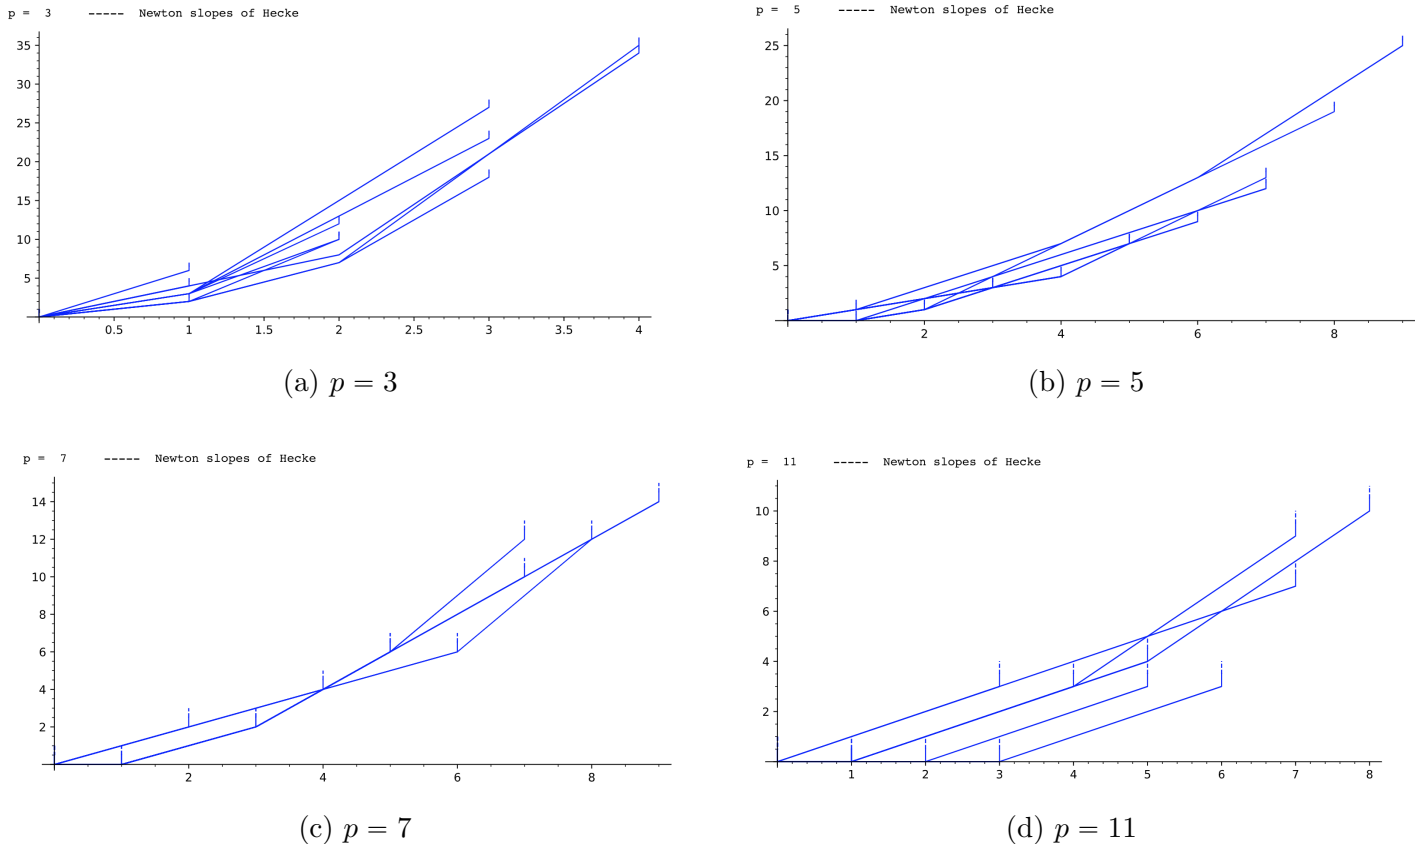 p = 3 ----- Newton slopes of Hecke
35
30
25
20
15
10
5
0.5 1 1.5 2 2.5 3 3.5 4
(a) p = 3
p = 5 ----- Newton slopes of Hecke
25
20
15
10
5
2 4 6 8
(b) p = 5
p = 7 ----- Newton slopes of Hecke
14
12
10
8
6
4
2
2 4 6 8
(c) p = 7
p = 11 ----- Newton slopes of Hecke
10
8
6
4
2
1 2 3 4 5 6 7 8
(d) p = 11